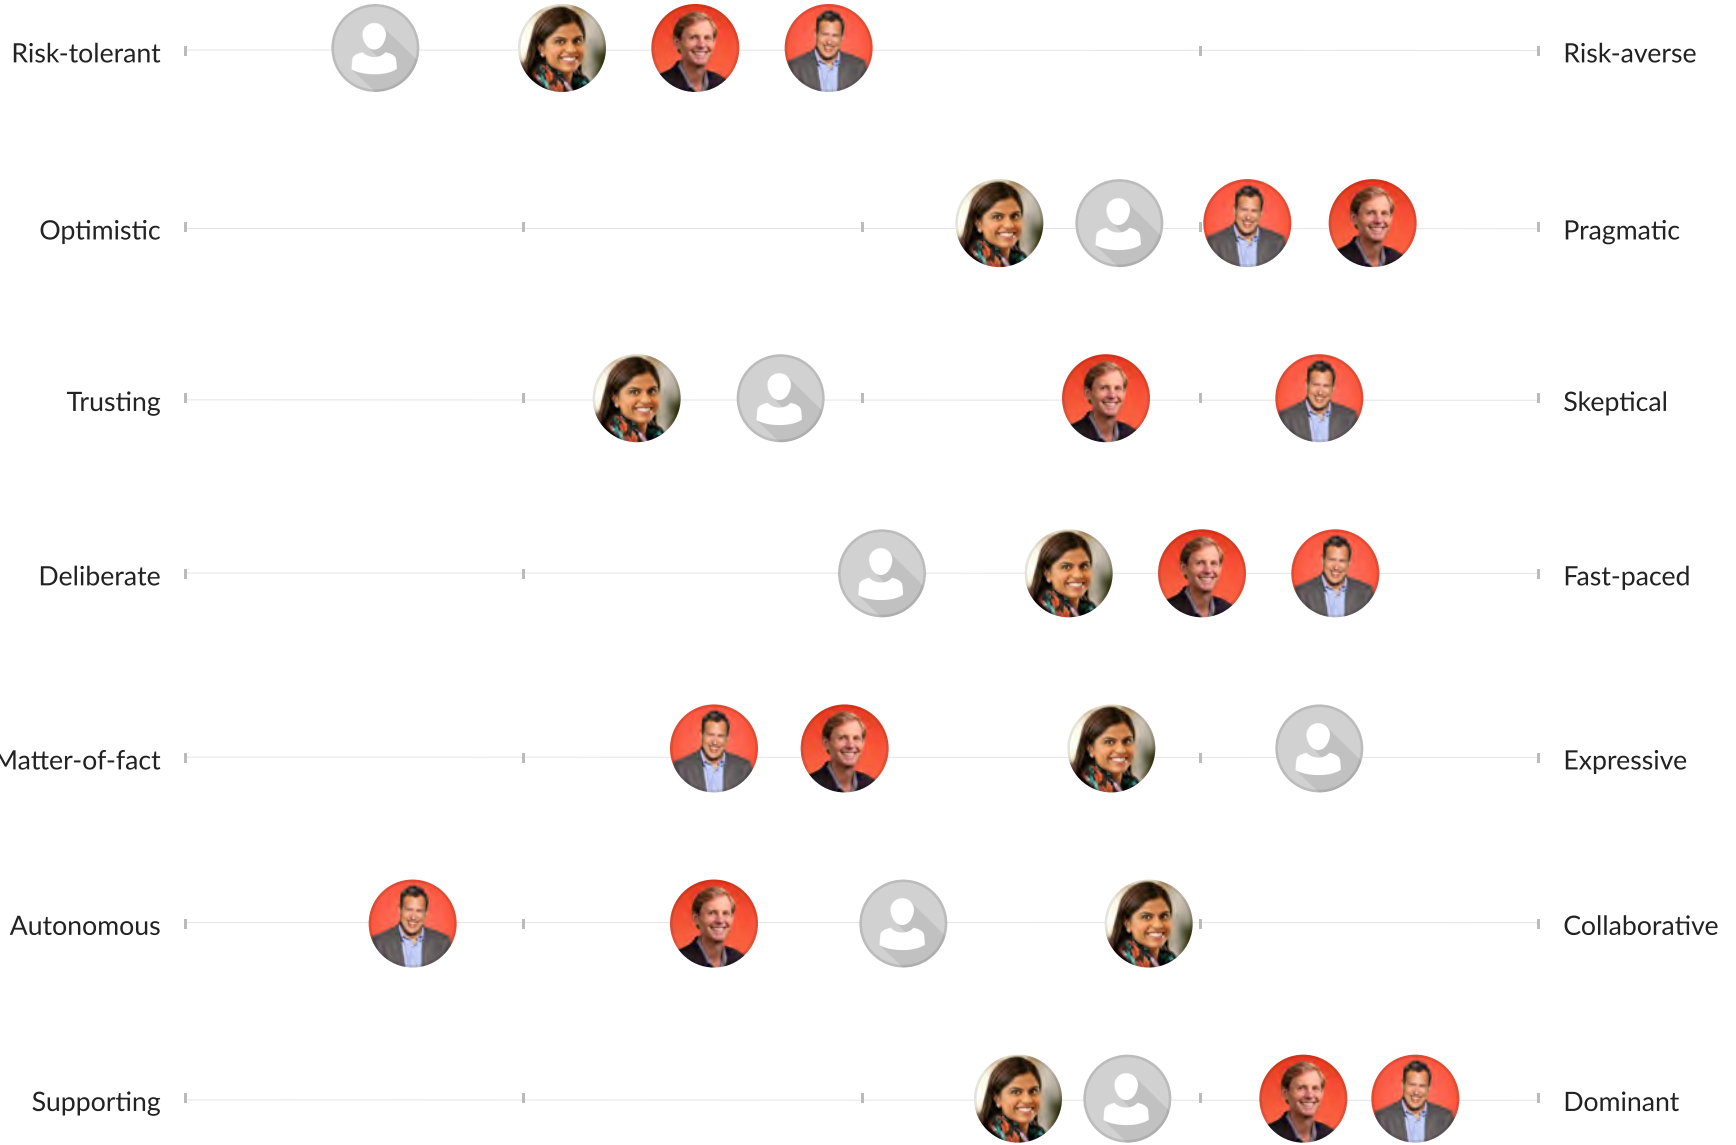 Risk-tolerant Risk-averse
Optimistic Pragmatic
Trusting Skeptical
Deliberate Fast-paced
Matter-of-fact Expressive
Autonomous Collaborative
Supporting Dominant